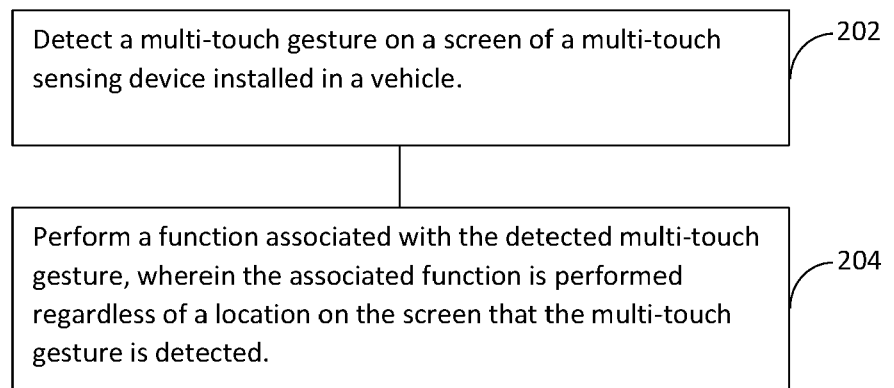 Detect a multi-touch gesture on a screen of a multi-touch
sensing device installed in a vehicle.
202
Perform a function associated with the detected multi-touch
gesture, wherein the associated function is performed
regardless of a location on the screen that the multi-touch
gesture is detected.
204